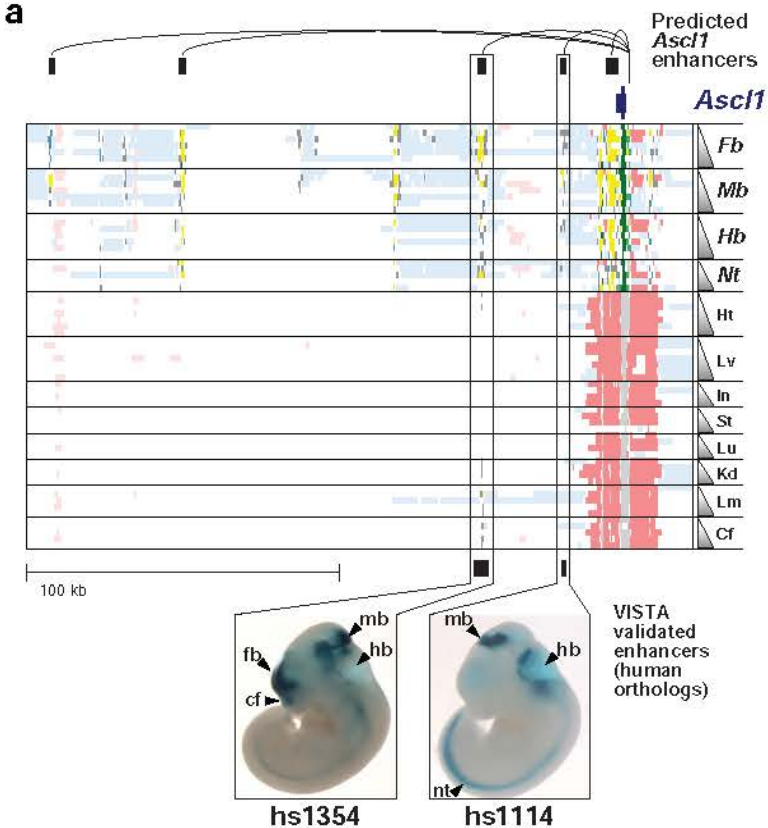 a
Predicted
Ascl1
enhancers
Ascl1
Fb
Mb
Hb
Nt
Ht
Lv
In
St
Lu
Kd
Lm
Cf
100 kb
VISTA
validated
enhancers
(human
orthologs)
mb
hb
fb
cf
mb
hb
nt
hs1354
hs1114